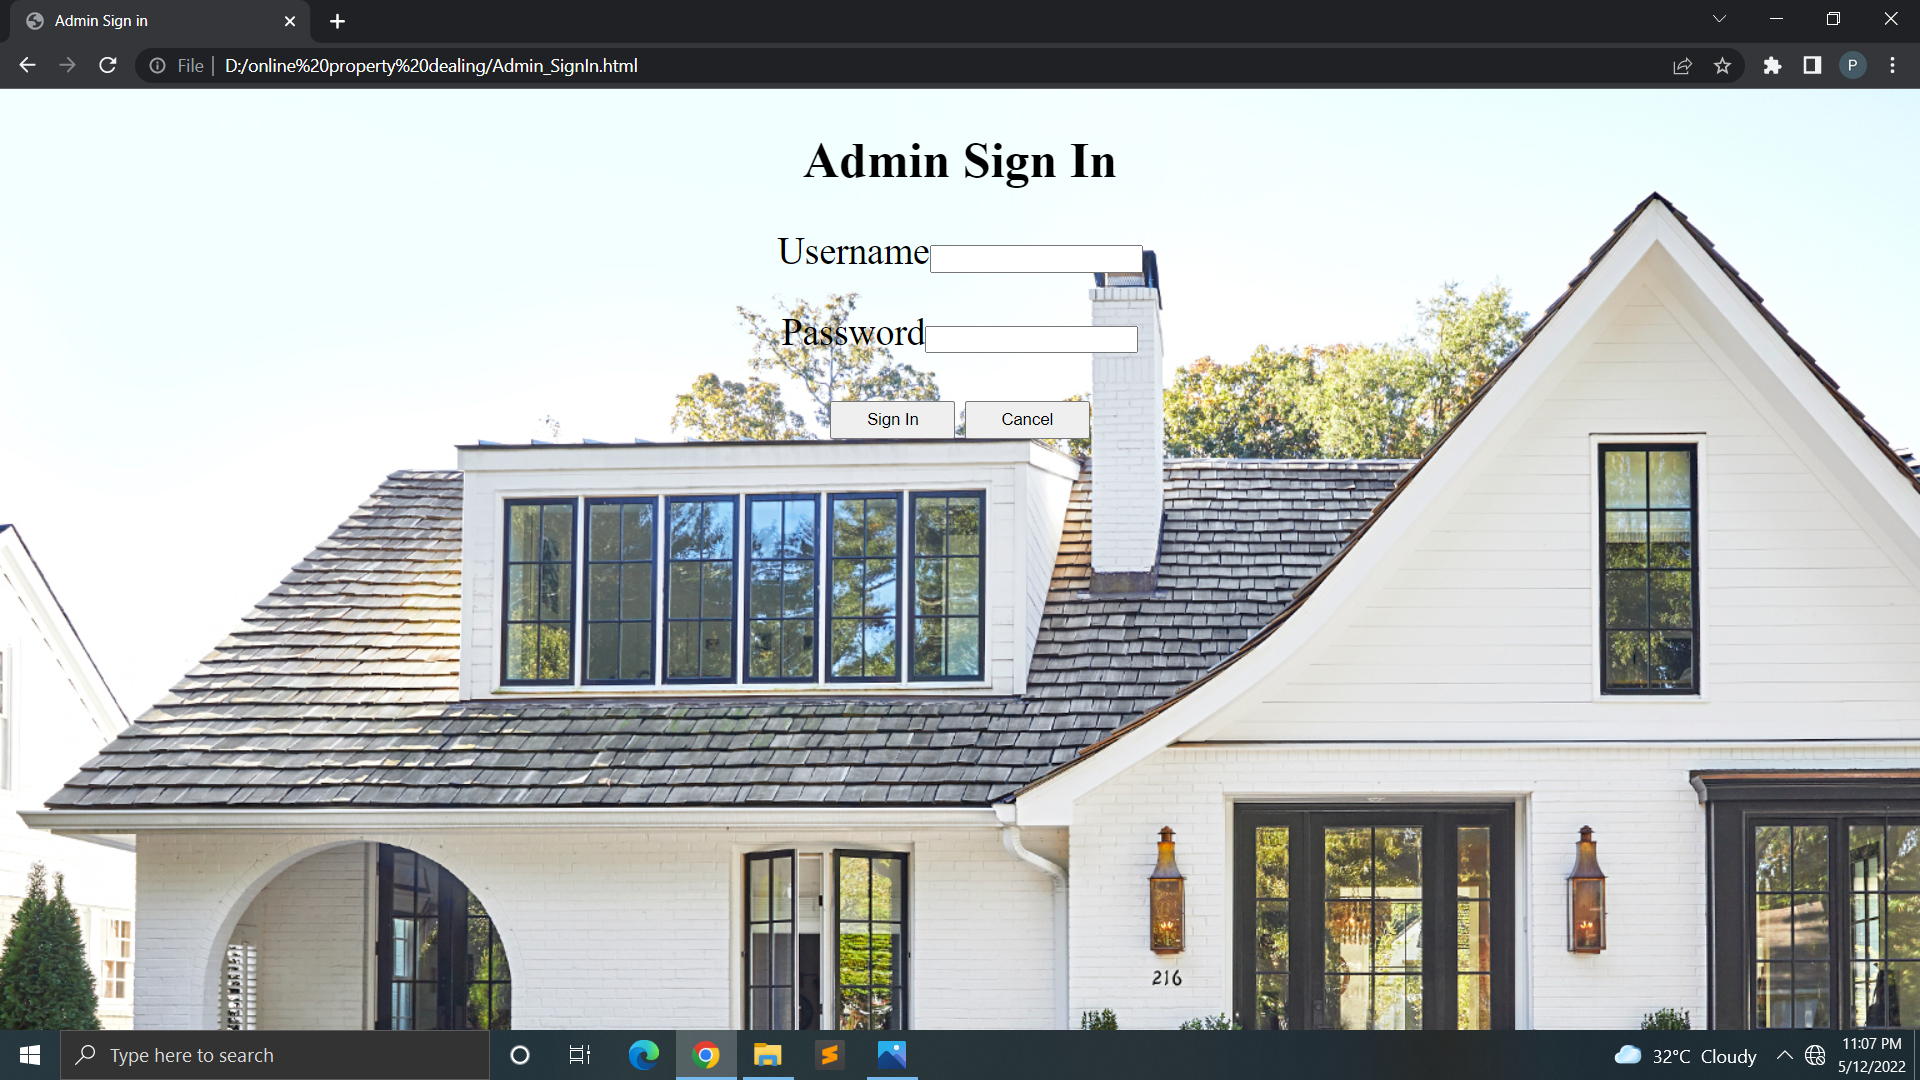 Admin Sign in
File
D:/online%20property%20dealing/Admin_SignIn.html
P
Admin Sign In
Username
Password
Sign In
Cancel
216
Type here to search
32°C Cloudy
11:07 PM
5/12/2022